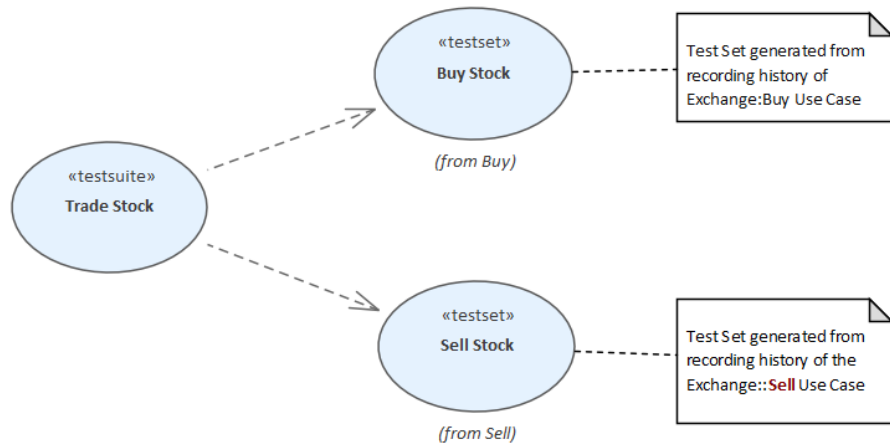 «testset»
Buy Stock
(from Buy)
Test Set generated from
recording history of
Exchange:Buy Use Case
«testsuite»
Trade Stock
«testset»
Sell Stock
(from Sell)
Test Set generated from
recording history of the
Exchange::Sell Use Case